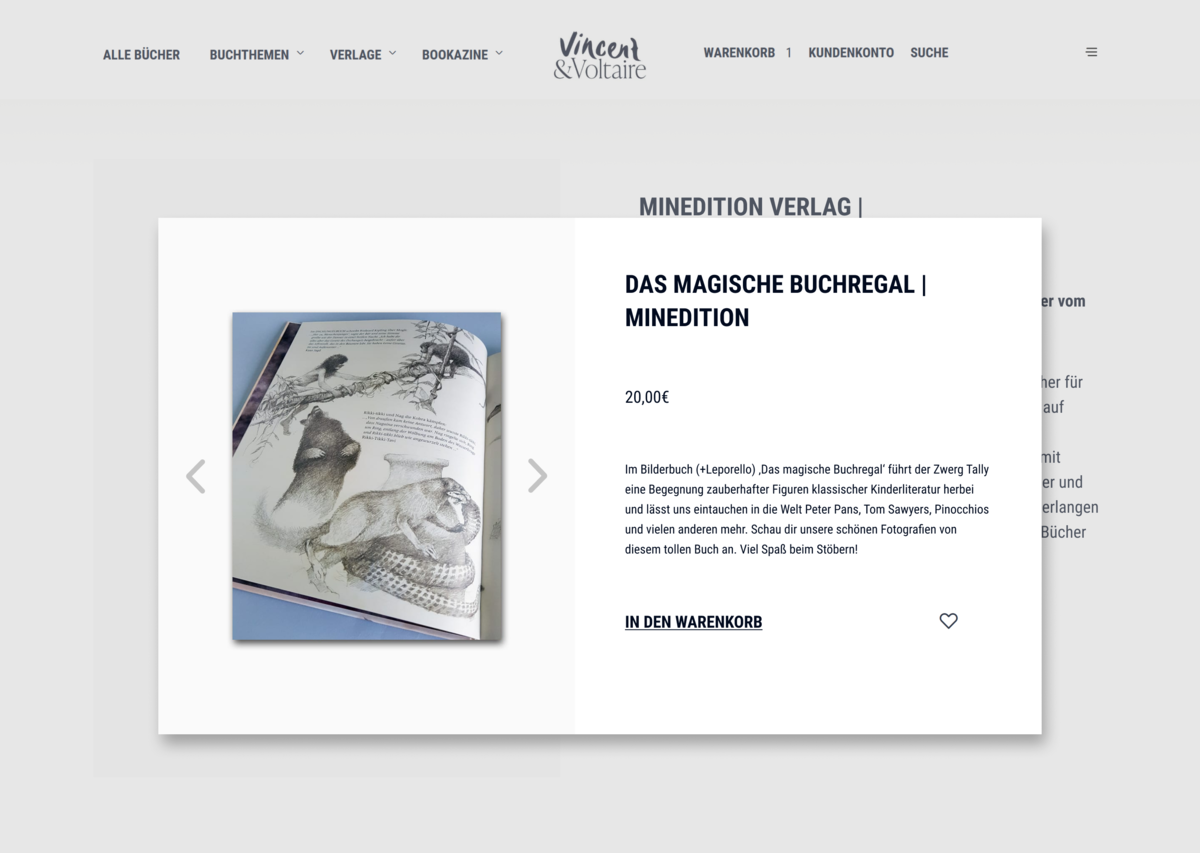 ALLE BÜCHER
BUCHTHEMEN
VERLAGE
BOOKAZINE
Vincent
&Voltaire
WARENKORB 1
KUNDENKONTO
SUCHE
MINEDITION VERLAG |
DAS MAGISCHE BUCHREGAL |
MINEDITION
20,00€
Im Bilderbuch (+Leporello) ‚Das magische Buchregal‘ führt der Zwerg Tally
eine Begegnung zauberhafter Figuren klassischer Kinderliteratur herbei
und lässt uns eintauchen in die Welt Peter Pans, Tom Sawyers, Pinocchios
und vielen anderen mehr. Schau dir unsere schönen Fotografien von
diesem tollen Buch an. Viel Spaß beim Stöbern!
IN DEN WARENKORB
er vom
für
auf
mit
er und
erlangen
Bücher